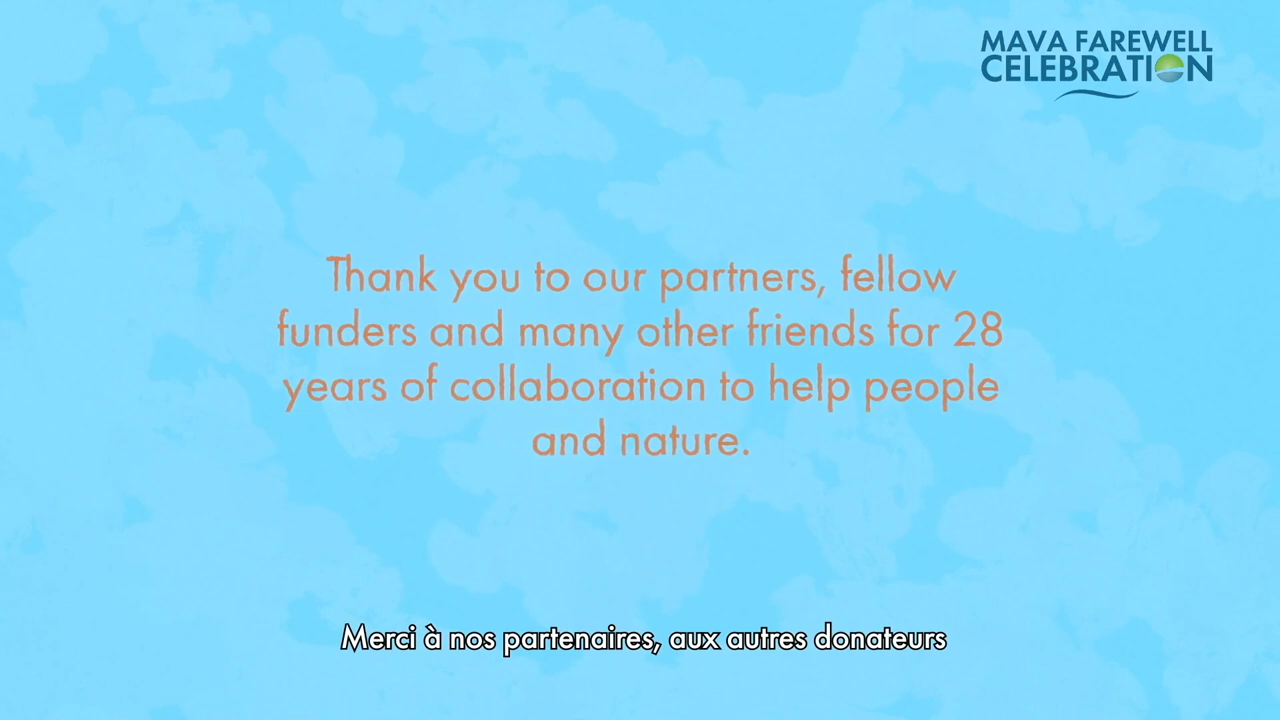 MAVA FAREWELL
CELEBRATION
Thank you to our partners, fellow
funders and many other friends for 28
years of collaboration to help people
and nature.
Merci à nos partenaires, aux autres donateurs